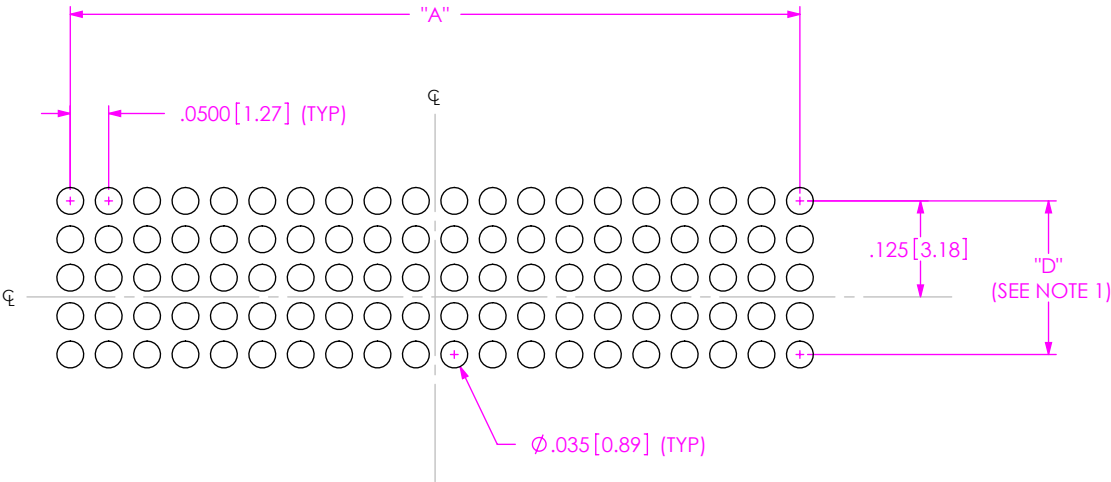 "A"
.0500[1.27] (TYP)
℄
.125[3.18]
"D"
(SEE NOTE 1)
℄
Ø.035[0.89] (TYP)